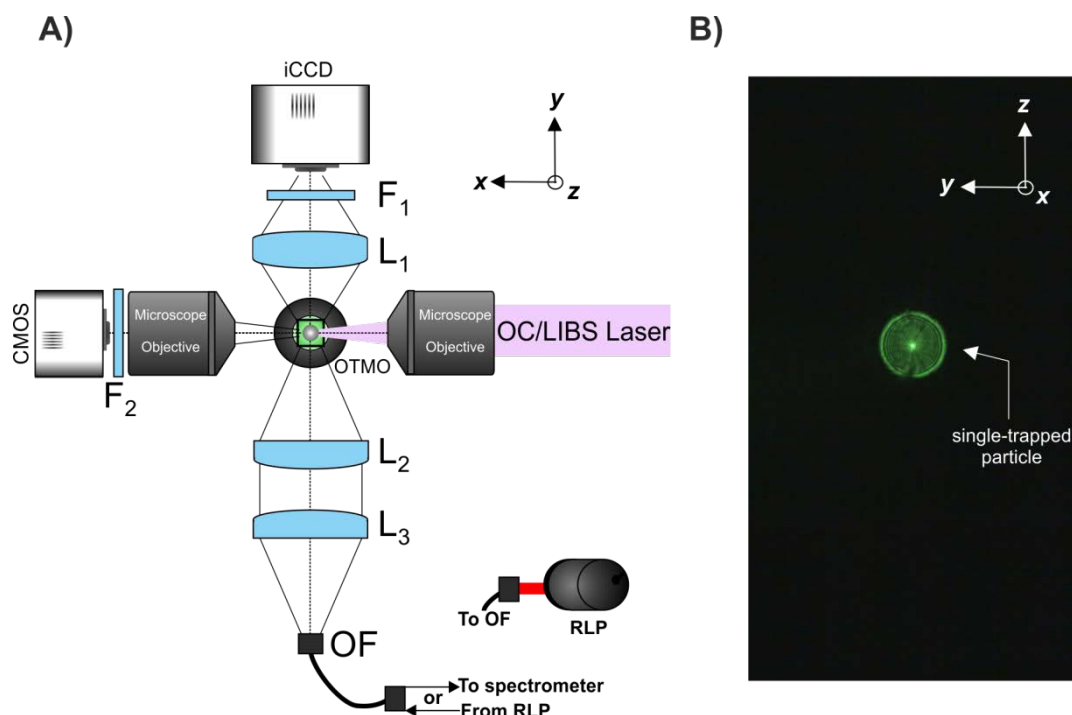 A)
B)
iCCD
y
x
z
F1
L1
CMOS
Microscope
Objective
F2
OTMO
Microscope
Objective
OC/LIBS Laser
L2
L3
To OF
RLP
OF
To spectrometer
or
From RLP
z
y
x
single-trapped
particle